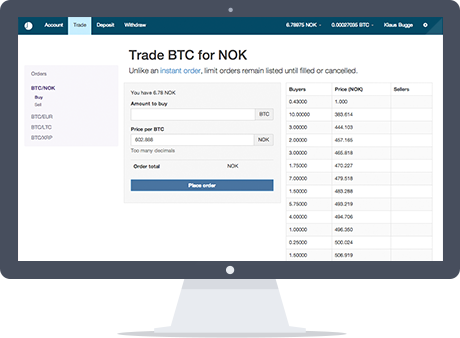 Account Trade Deposit Withdraw 6.78975 NOK 0.00027035 BTC Klaus Bugge
Trade BTC for NOK
Unlike an instant order, limit orders remain listed until filled or cancelled.
Orders
BTC/NOK
Buy
Sell
BTC/EUR
BTC/LTC
BTC/XRP
You have 6.78 NOK
Amount to buy
BTC
Price per BTC
602.888 NOK
Too many decimals
Order total NOK
Place order
Buyers Price (NOK) Sellers
0.43000 1.000
10.00000 363.614
3.00000 444.103
2.00000 457.165
3.00000 465.818
1.75000 470.227
7.00000 479.518
1.50000 483.288
5.75000 493.219
4.00000 494.706
1.00000 496.350
0.25000 500.024
1.50000 506.919